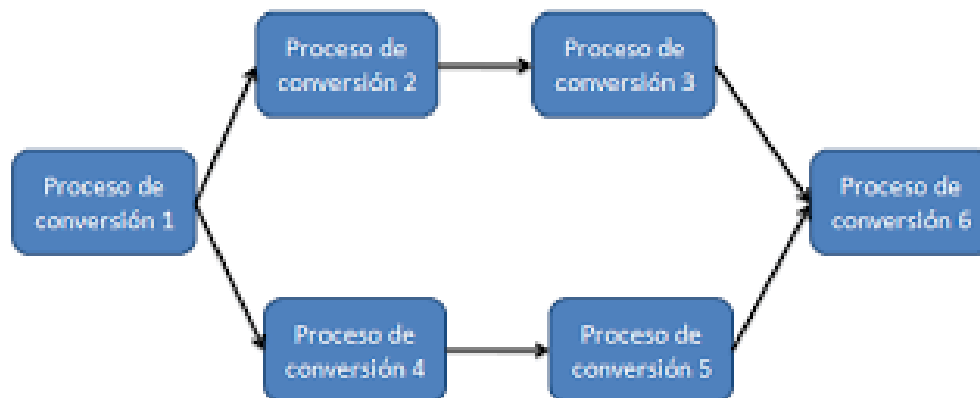 Proceso de
conversión 1
Proceso de
conversión 2
Proceso de
conversión 3
Proceso de
conversión 4
Proceso de
conversión 5
Proceso de
conversión 6